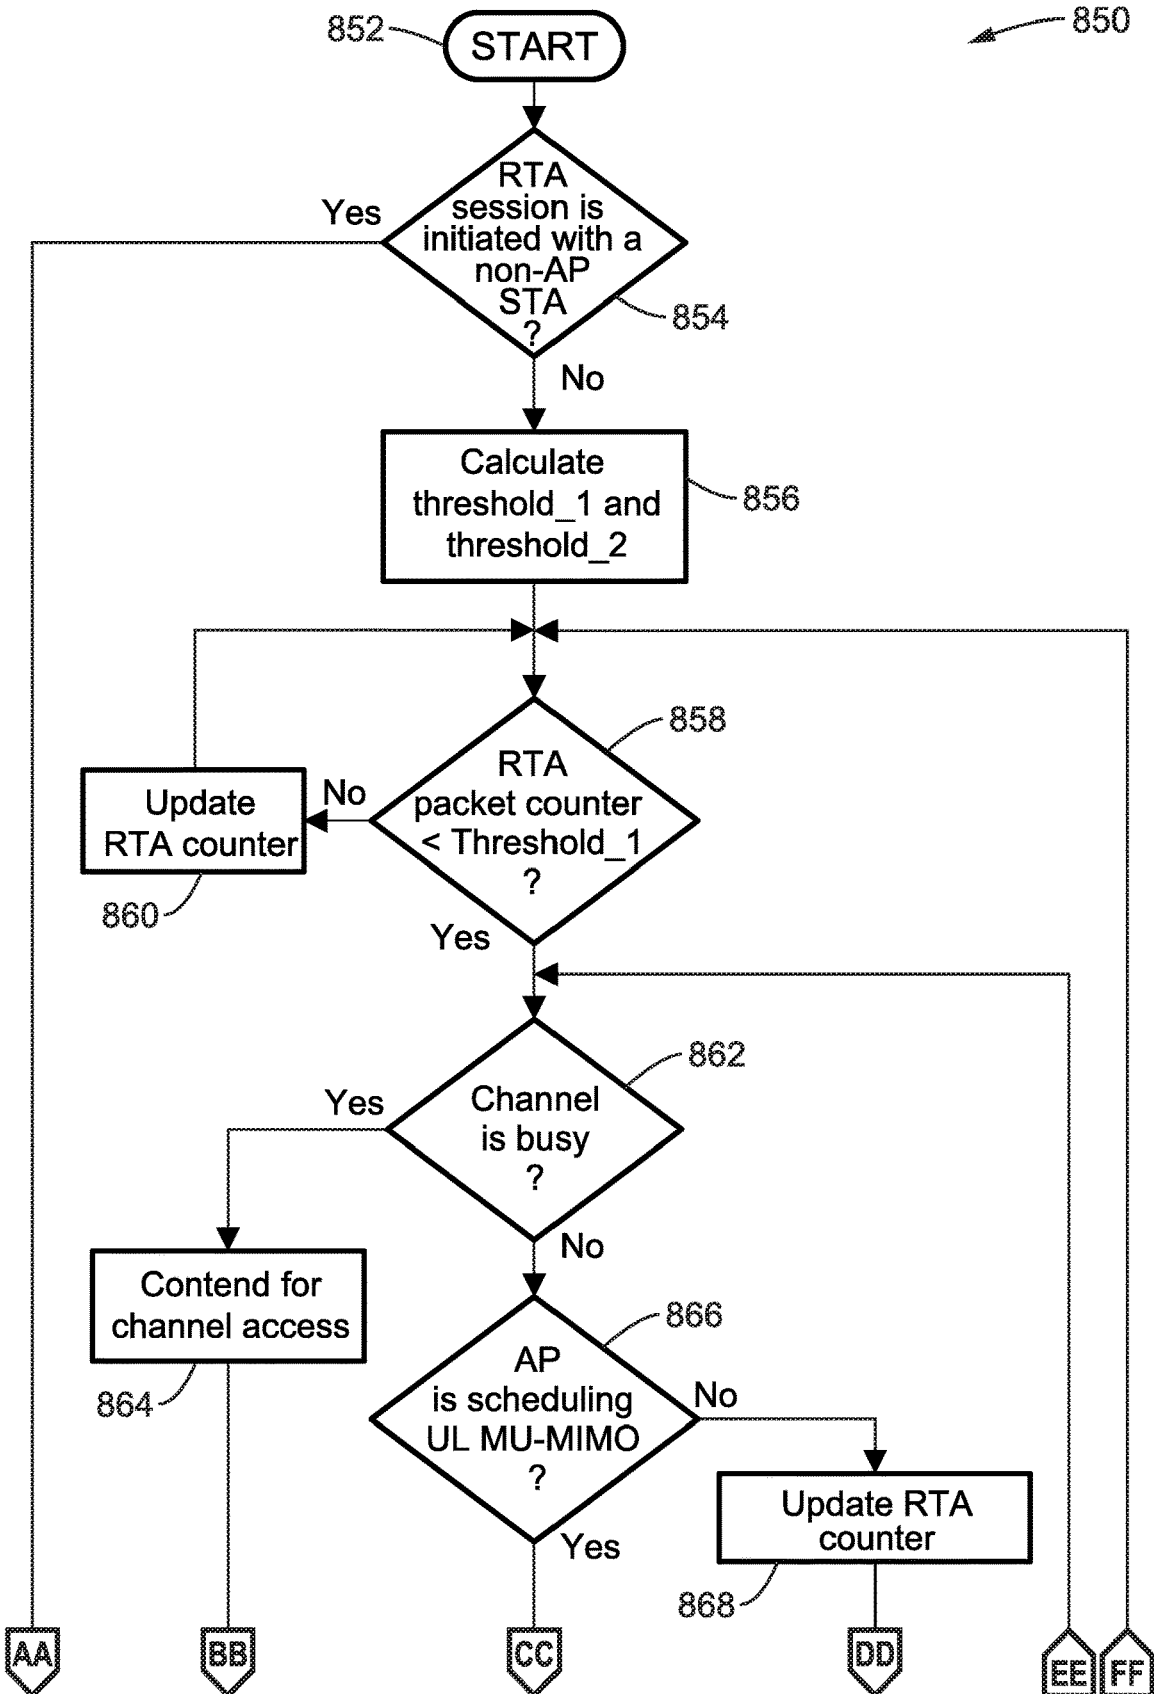 850
852
START
RTA
session is
initiated with a
non-AP
STA
?
Yes
854
No
Calculate
threshold_1 and
threshold_2
856
858
RTA
packet counter
< Threshold_1
?
No
Update
RTA counter
860
Yes
862
Channel
is busy
?
Yes
No
Contend for
channel access
864
866
AP
is scheduling
UL MU-MIMO
?
No
Yes
Update RTA
counter
868
AA
BB
CC
DD
EE
FF